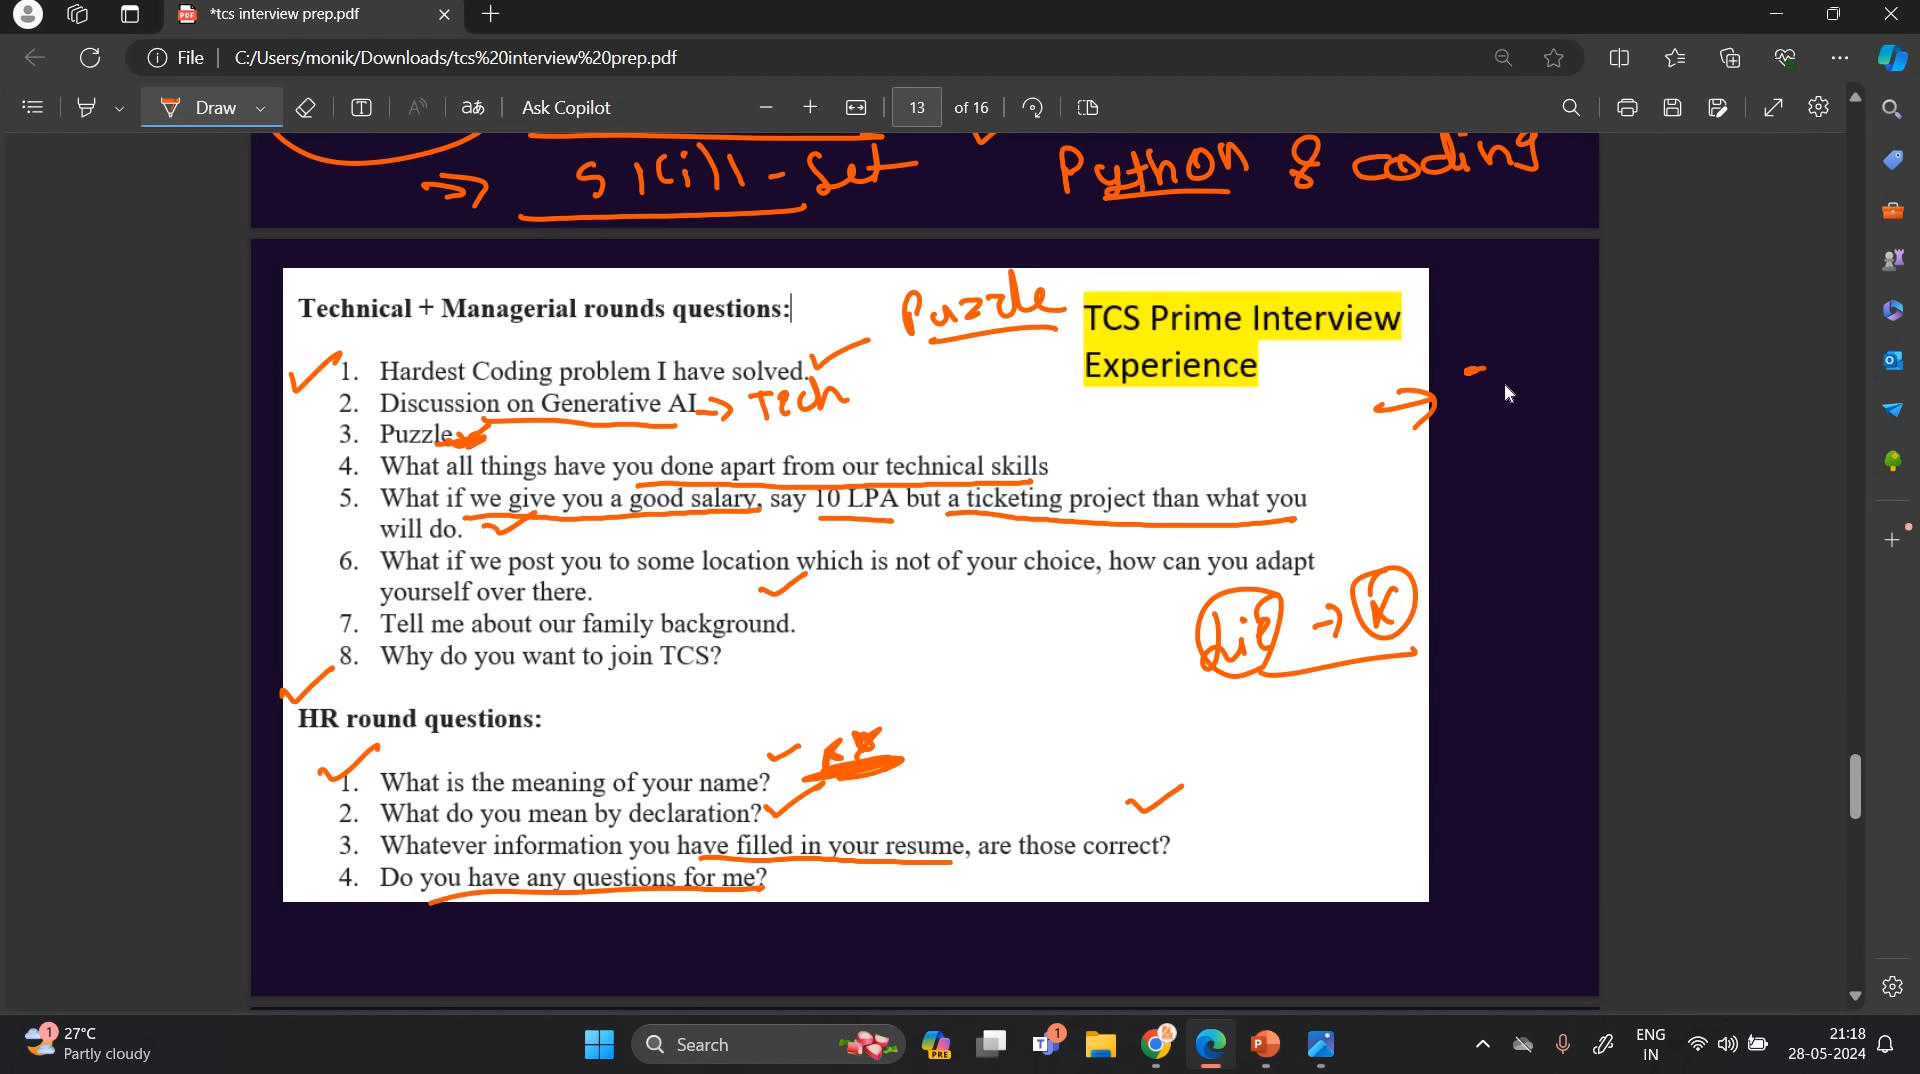 *tcs interview prep.pdf
File
C:/Users/monik/Downloads/tcs%20interview%20prep.pdf
Draw
aあ
Ask Copilot
13 of 16
Skill-Set
Python & coding
Technical + Managerial rounds questions:
Puzzle
TCS Prime Interview
Experience
1. Hardest Coding problem I have solved.
2. Discussion on Generative AI
Tech
3. Puzzle
4. What all things have you done apart from our technical skills
5. What if we give you a good salary, say 10 LPA but a ticketing project than what you
will do.
6. What if we post you to some location which is not of your choice, how can you adapt
yourself over there.
7. Tell me about our family background.
K
8. Why do you want to join TCS?
HR round questions:
1. What is the meaning of your name?
2. What do you mean by declaration?
3. Whatever information you have filled in your resume, are those correct?
4. Do you have any questions for me?
1
27°C
Partly cloudy
Search
PRE
1
ENG
IN
21:18
28-05-2024